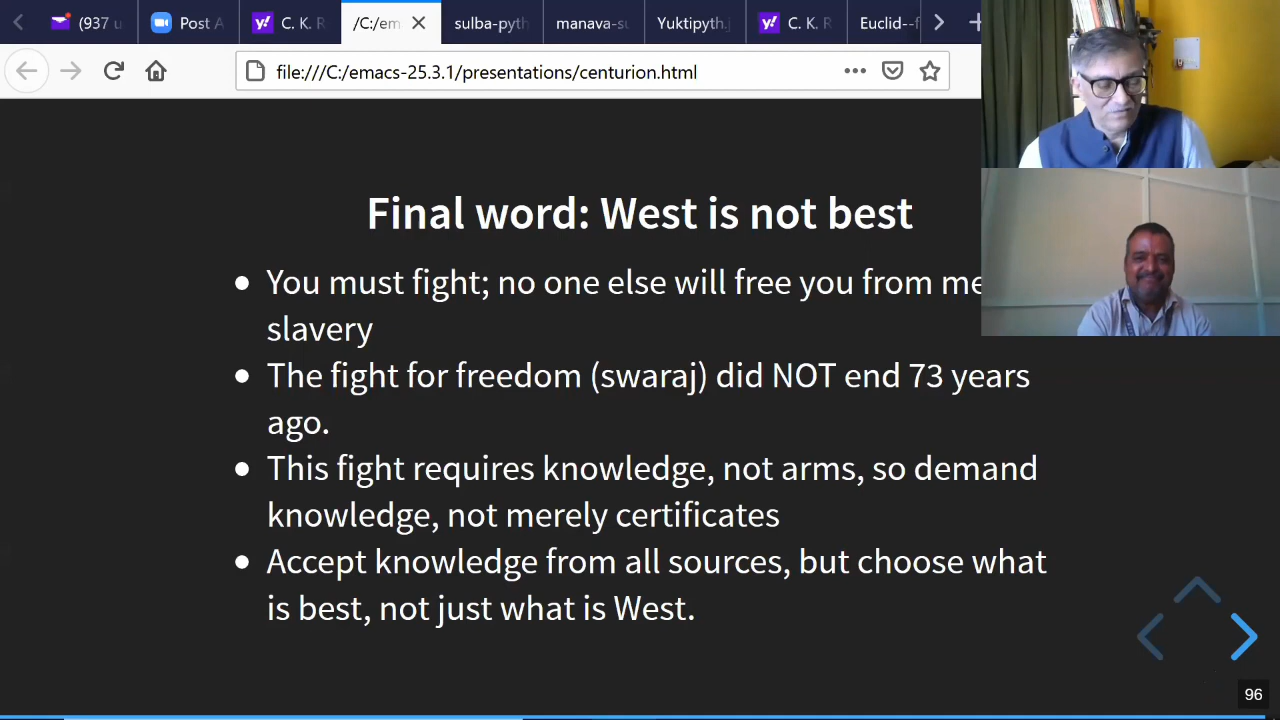 (937 u
Post A
C. K. R
/C:/em
sulba-pyth
manava-su
Yuktipyth.j
C. K. R
Euclid--f
file:///C:/emacs-25.3.1/presentations/centurion.html
Final word: West is not best
You must fight; no one else will free you from
slavery
The fight for freedom (swaraj) did NOT end 73 years
ago.
This fight requires knowledge, not arms, so demand
knowledge, not merely certificates
Accept knowledge from all sources, but choose what
is best, not just what is West.
96